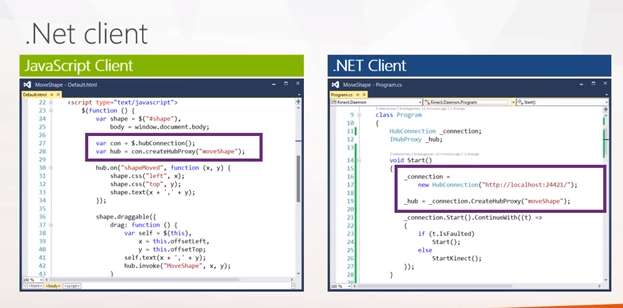 .Net client
JavaScript Client
MoveShape - Default.html
Default.html
22 <script type="text/javascript">
23 $(function () {
24 var shape = $("#shape"),
25 body = window.document.body;
26
27 var con = $.hubConnection();
28 var hub = con.createHubProxy("moveShape");
29
30 hub.on("shapeMoved", function (x, y) {
31 shape.css("left", x);
32 shape.css("top", y);
33 shape.text(x + ',' + y);
34 });
35
36 shape.draggable({
37 drag: function () {
38 var self = $(this),
39 x = this.offsetLeft,
40 y = this.offsetTop;
41 self.text(x + ',' + y);
42 hub.invoke("MoveShape", x, y);
43 }
100 %
<html> <body> <script>
.NET Client
MoveShape - Program.cs
Program.cs
Kinect.Daemon
Kinect.Daemon.Program
Start()
9 class Program
10 {
11 HubConnection _connection;
12 IHubProxy _hub;
13
14 void Start()
15 {
16 _connection =
17 new HubConnection("http://localhost:24421/");
18
19 _hub = _connection.CreateHubProxy("moveShape");
20
21 _connection.Start().ContinueWith((t) =>
22 {
23 if (t.IsFaulted)
24 Start();
25 else
26 StartKinect();
27 });
28 }
100 %